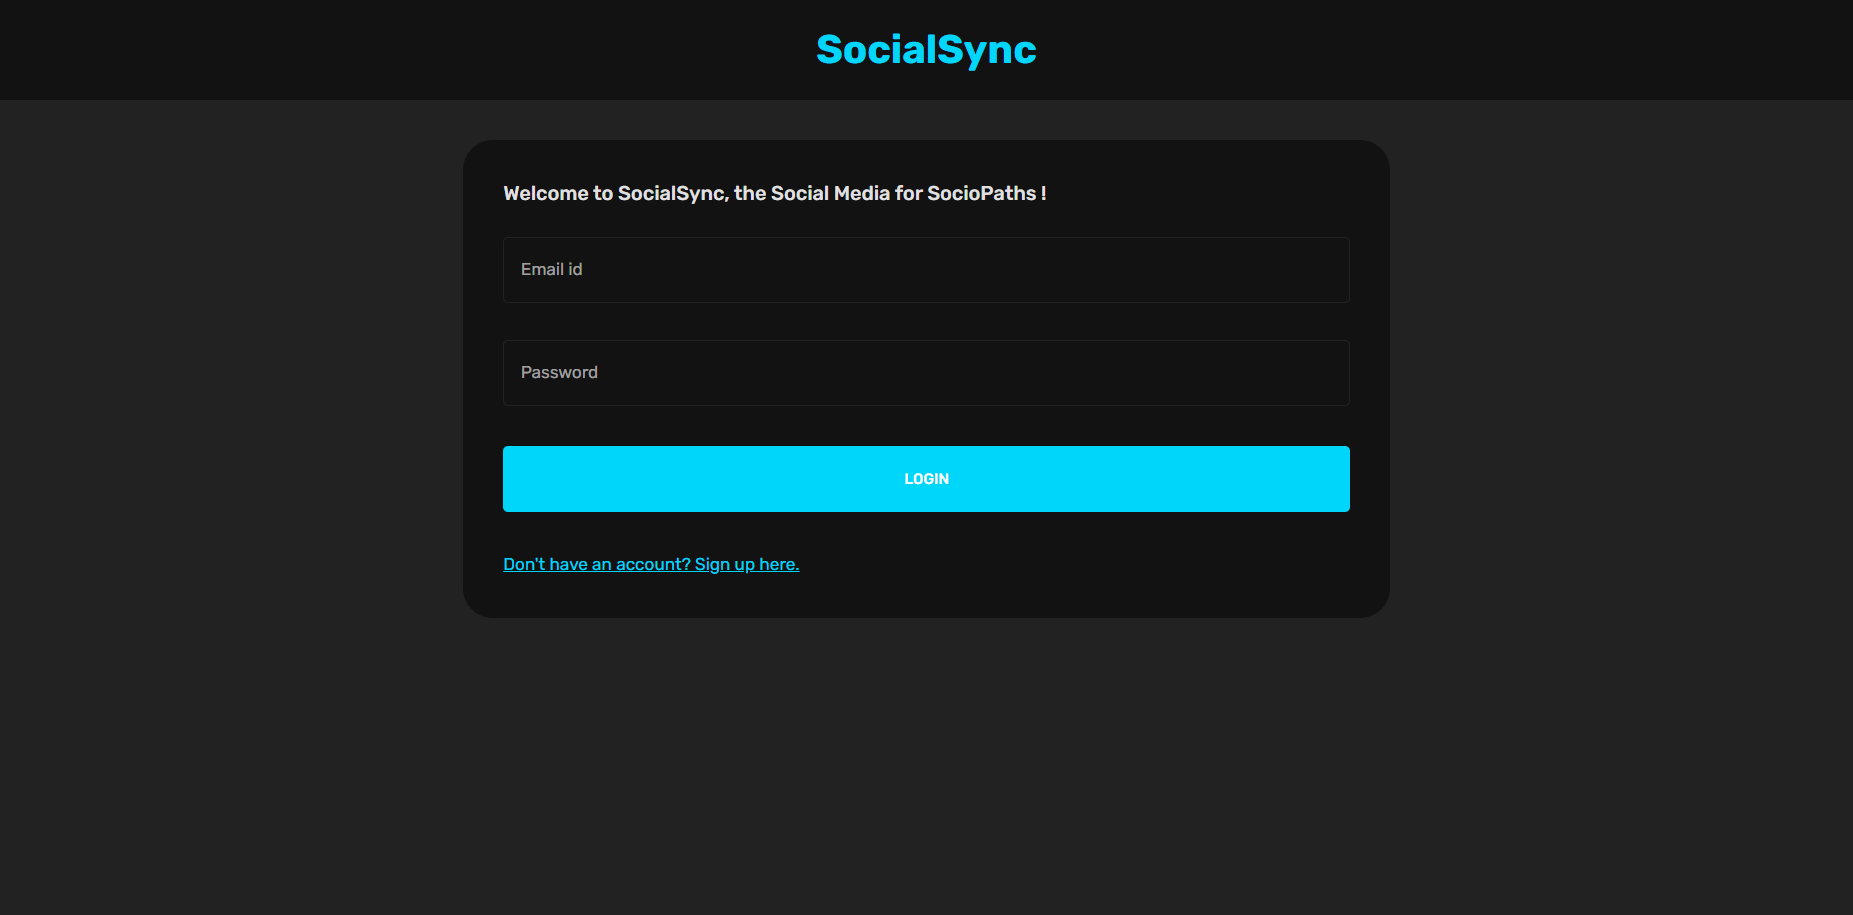 SocialSync
Welcome to SocialSync, the Social Media for SocioPaths !
Email id
Password
LOGIN
Don't have an account? Sign up here.